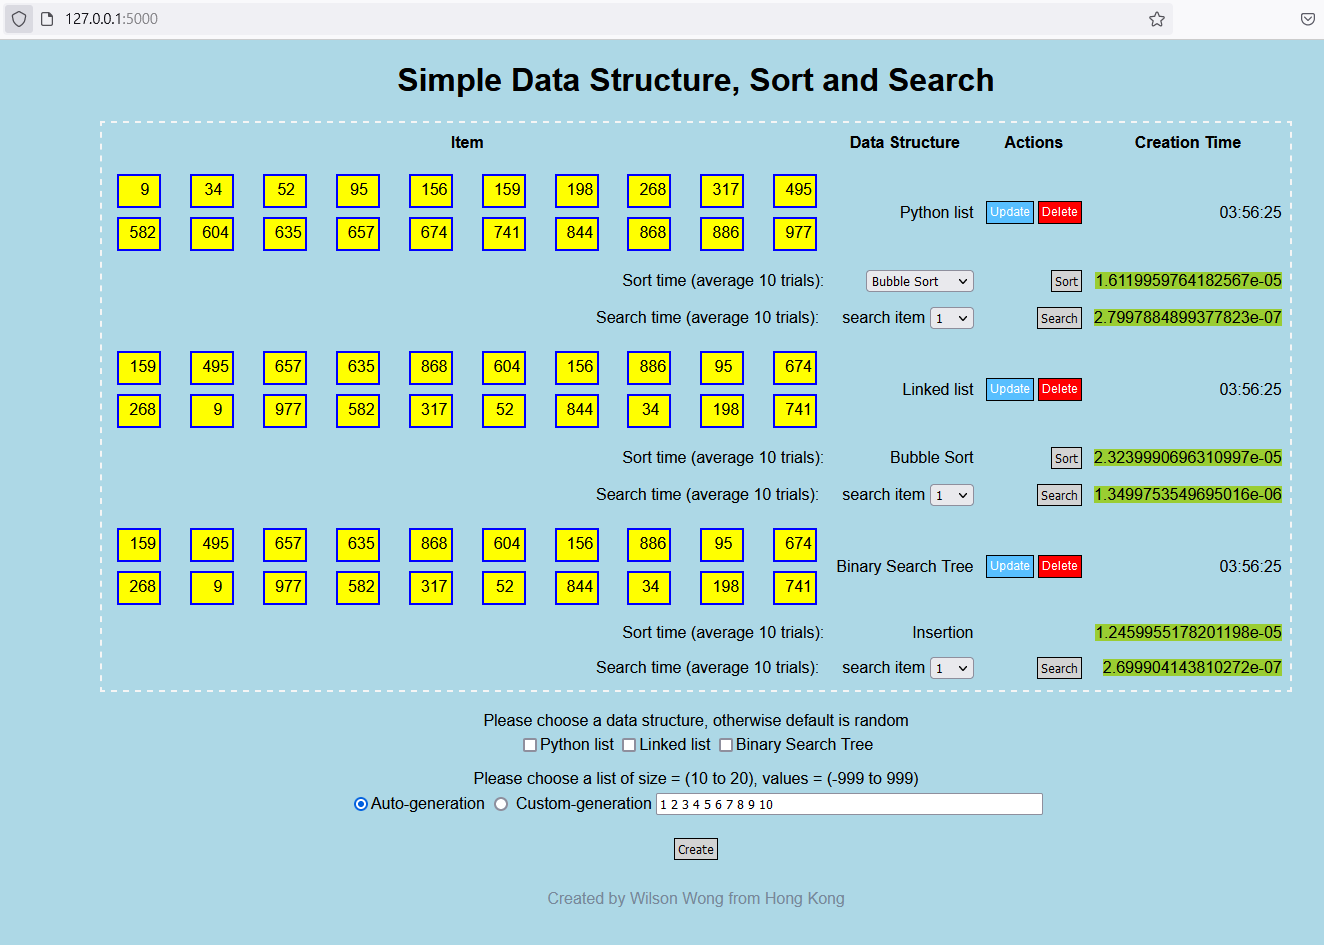 127.0.0.1:5000
Simple Data Structure, Sort and Search
Item Data Structure Actions Creation Time
9 34 52 95 156 159 198 268 317 495
582 604 635 657 674 741 844 868 886 977
Python list Update Delete 03:56:25
Sort time (average 10 trials): Bubble Sort Sort 1.6119959764182567e-05
Search time (average 10 trials): search item 1 Search 2.7997884899377823e-07
159 495 657 635 868 604 156 886 95 674
268 9 977 582 317 52 844 34 198 741
Linked list Update Delete 03:56:25
Sort time (average 10 trials): Bubble Sort Sort 2.3239990696310997e-05
Search time (average 10 trials): search item 1 Search 1.3499753549695016e-06
159 495 657 635 868 604 156 886 95 674
268 9 977 582 317 52 844 34 198 741
Binary Search Tree Update Delete 03:56:25
Sort time (average 10 trials): Insertion 1.2459955178201198e-05
Search time (average 10 trials): search item 1 Search 2.699904143810272e-07
Please choose a data structure, otherwise default is random
Python list Linked list Binary Search Tree
Please choose a list of size = (10 to 20), values = (-999 to 999)
Auto-generation Custom-generation 1 2 3 4 5 6 7 8 9 10
Create
Created by Wilson Wong from Hong Kong